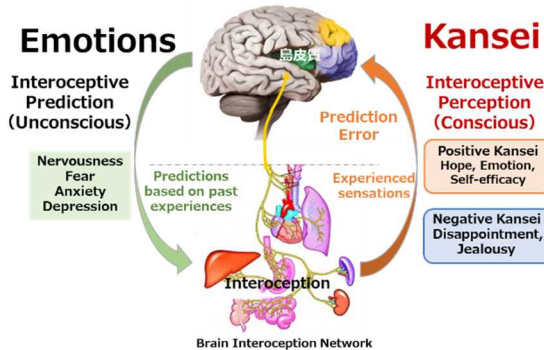 Emotions
Interoceptive
Prediction
(Unconscious)
Nervousness
Fear
Anxiety
Depression
島皮質
Kansei
Interoceptive
Perception
(Conscious)
Prediction
Error
Positive Kansei
Hope, Emotion,
Self-efficacy
Predictions
based on past
experiences
Experienced
sensations
Negative Kansei
Disappointment,
Jealousy
Interoception
Brain Interoception Network